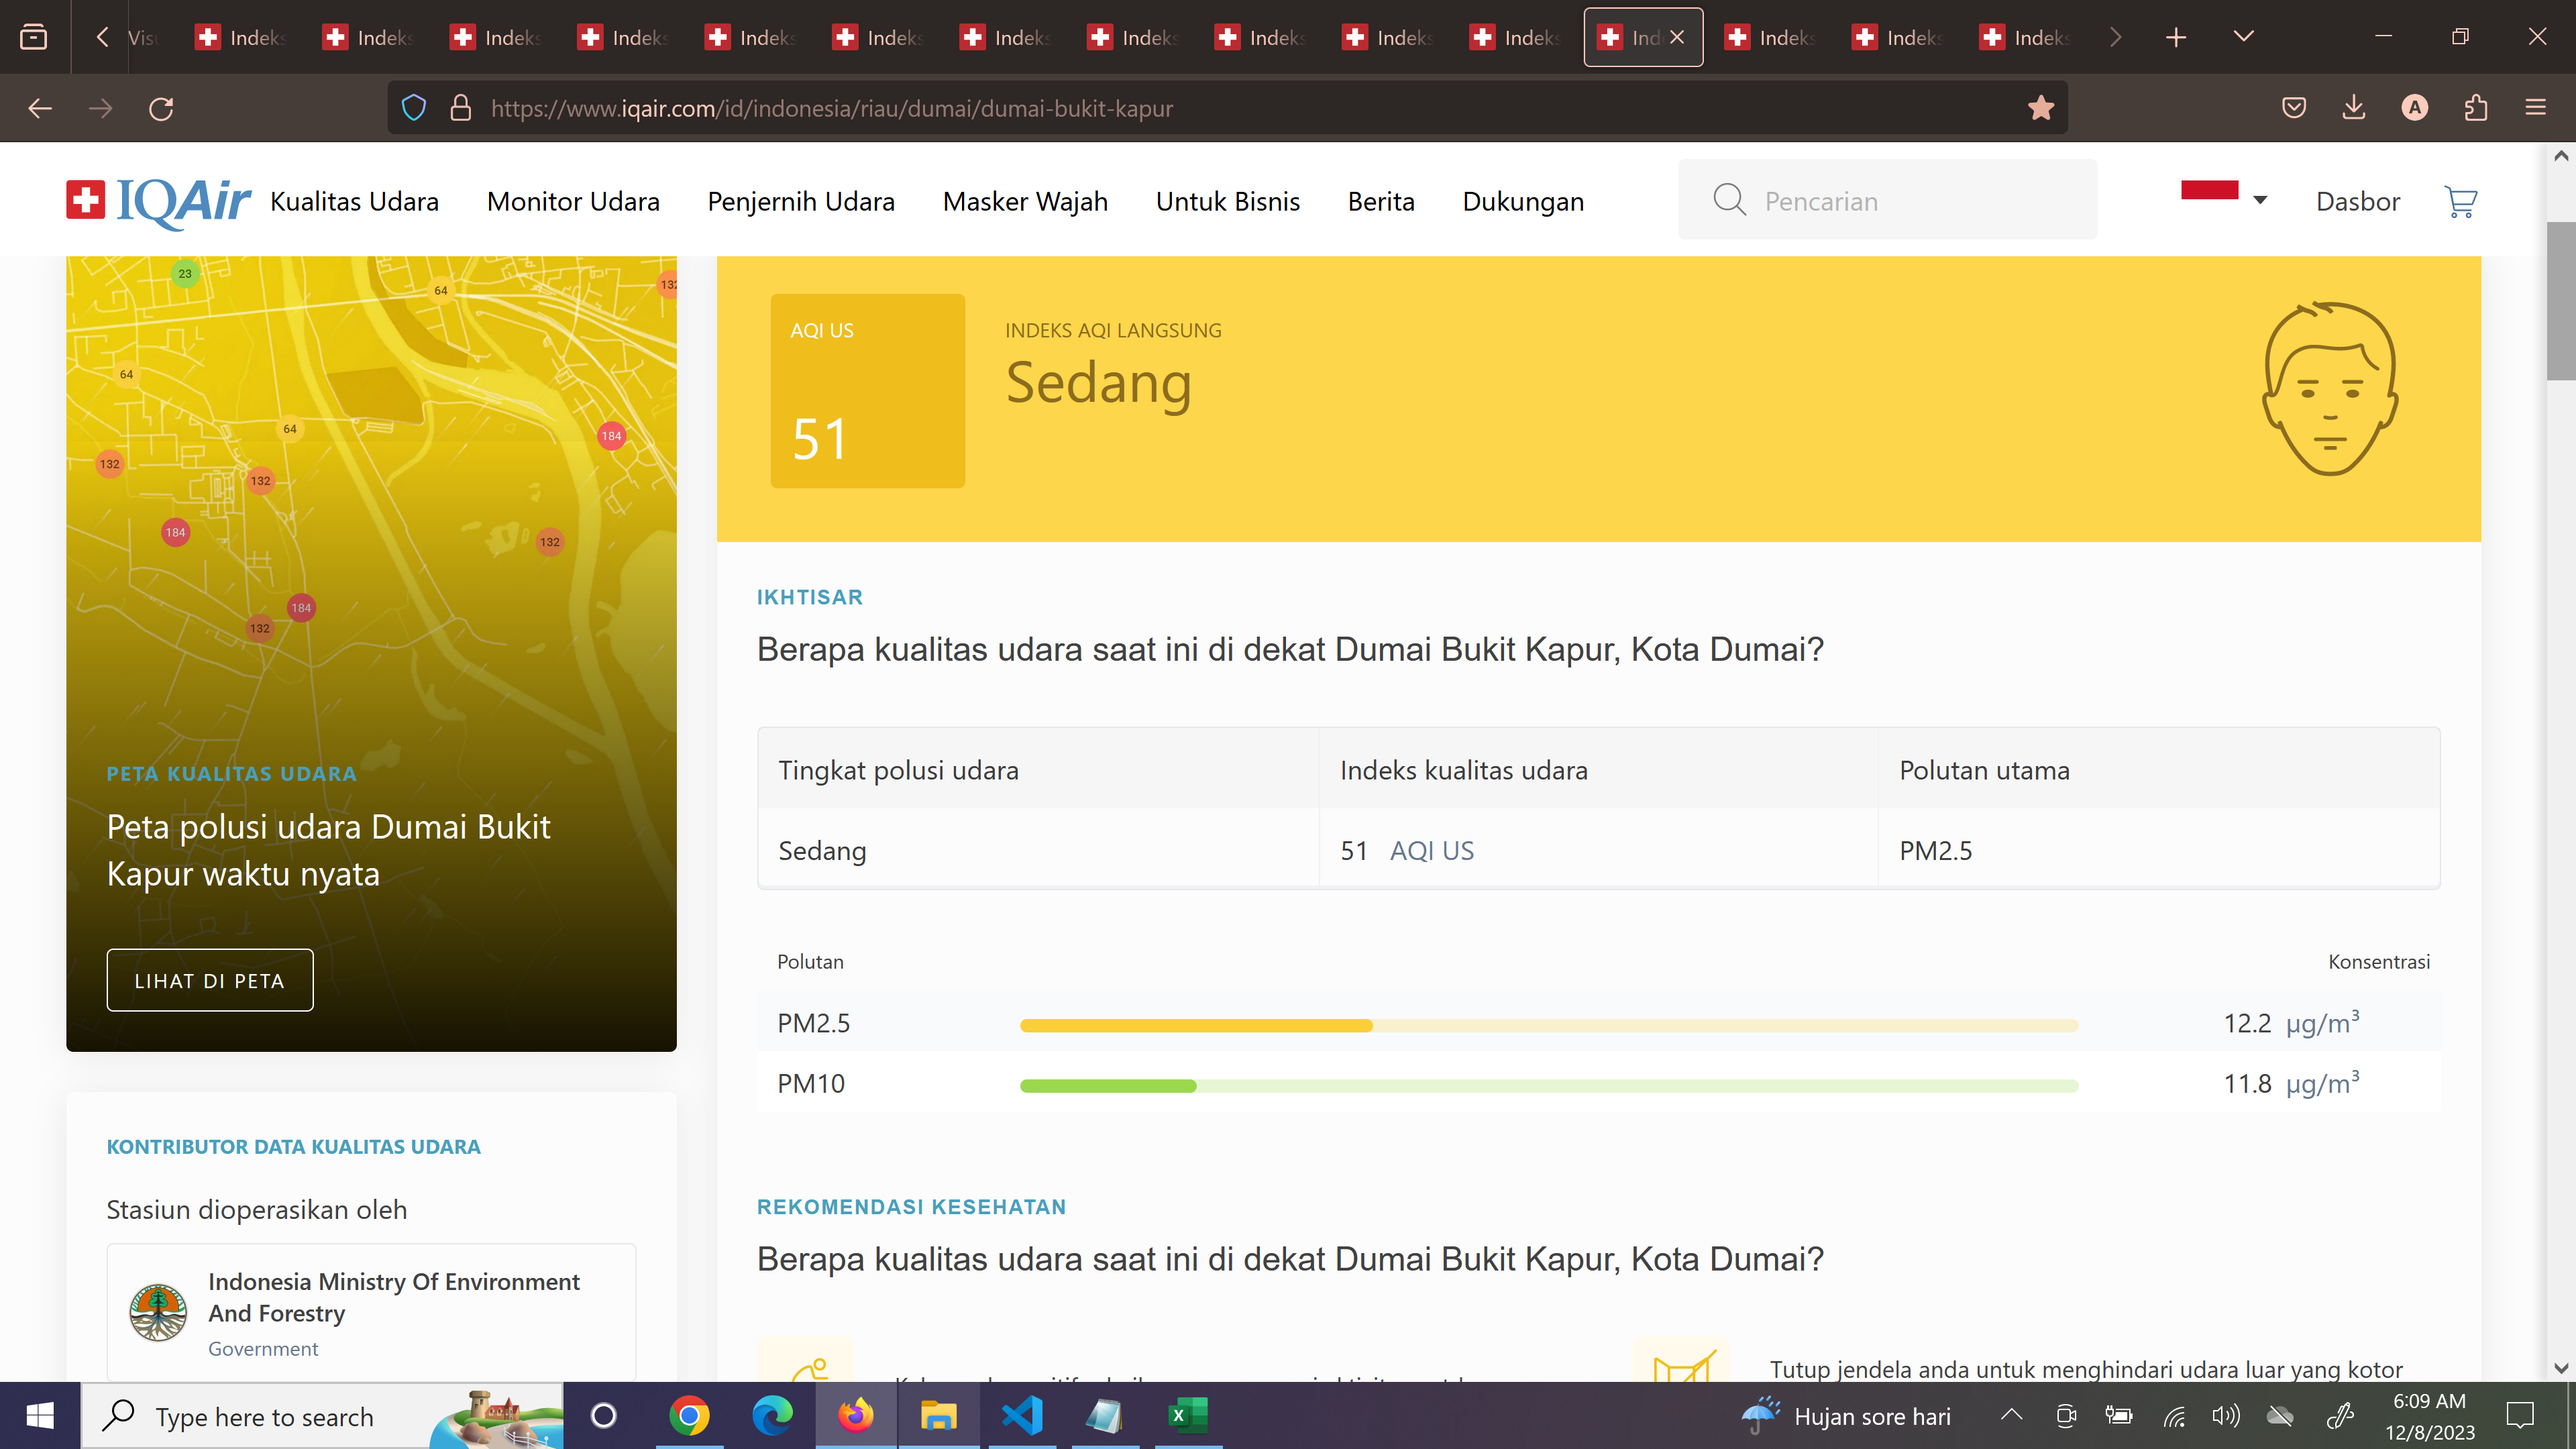 Indeks
Indeks
Indeks
Indeks
Indeks
Indeks
Indeks
Indeks
Indeks
Indeks
Indeks
Indeks
Indeks
Indeks
https://www.iqair.com/id/indonesia/riau/dumai/dumai-bukit-kapur
A
IQAir
Kualitas Udara
Monitor Udara
Penjernih Udara
Masker Wajah
Untuk Bisnis
Berita
Dukungan
Pencarian
Dasbor
23
64
132
64
64
184
132
132
184
132
184
132
PETA KUALITAS UDARA
Peta polusi udara Dumai Bukit
Kapur waktu nyata
LIHAT DI PETA
KONTRIBUTOR DATA KUALITAS UDARA
Stasiun dioperasikan oleh
Indonesia Ministry Of Environment
And Forestry
Government
AQI US
51
INDEKS AQI LANGSUNG
Sedang
IKHTISAR
Berapa kualitas udara saat ini di dekat Dumai Bukit Kapur, Kota Dumai?
Tingkat polusi udara
Indeks kualitas udara
Polutan utama
Sedang
51 AQI US
PM2.5
Polutan
Konsentrasi
PM2.5
12.2 µg/m³
PM10
11.8 µg/m³
REKOMENDASI KESEHATAN
Berapa kualitas udara saat ini di dekat Dumai Bukit Kapur, Kota Dumai?
Tutup jendela anda untuk menghindari udara luar yang kotor
Type here to search
Hujan sore hari
6:09 AM
12/8/2023